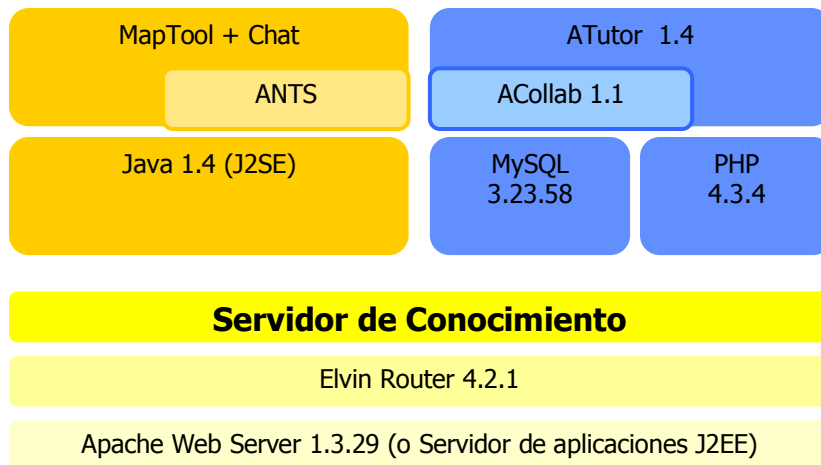 MapTool + Chat
ATutor 1.4
ANTS
ACollab 1.1
Java 1.4 (J2SE)
MySQL
3.23.58
PHP
4.3.4
Servidor de Conocimiento
Elvin Router 4.2.1
Apache Web Server 1.3.29 (o Servidor de aplicaciones J2EE)